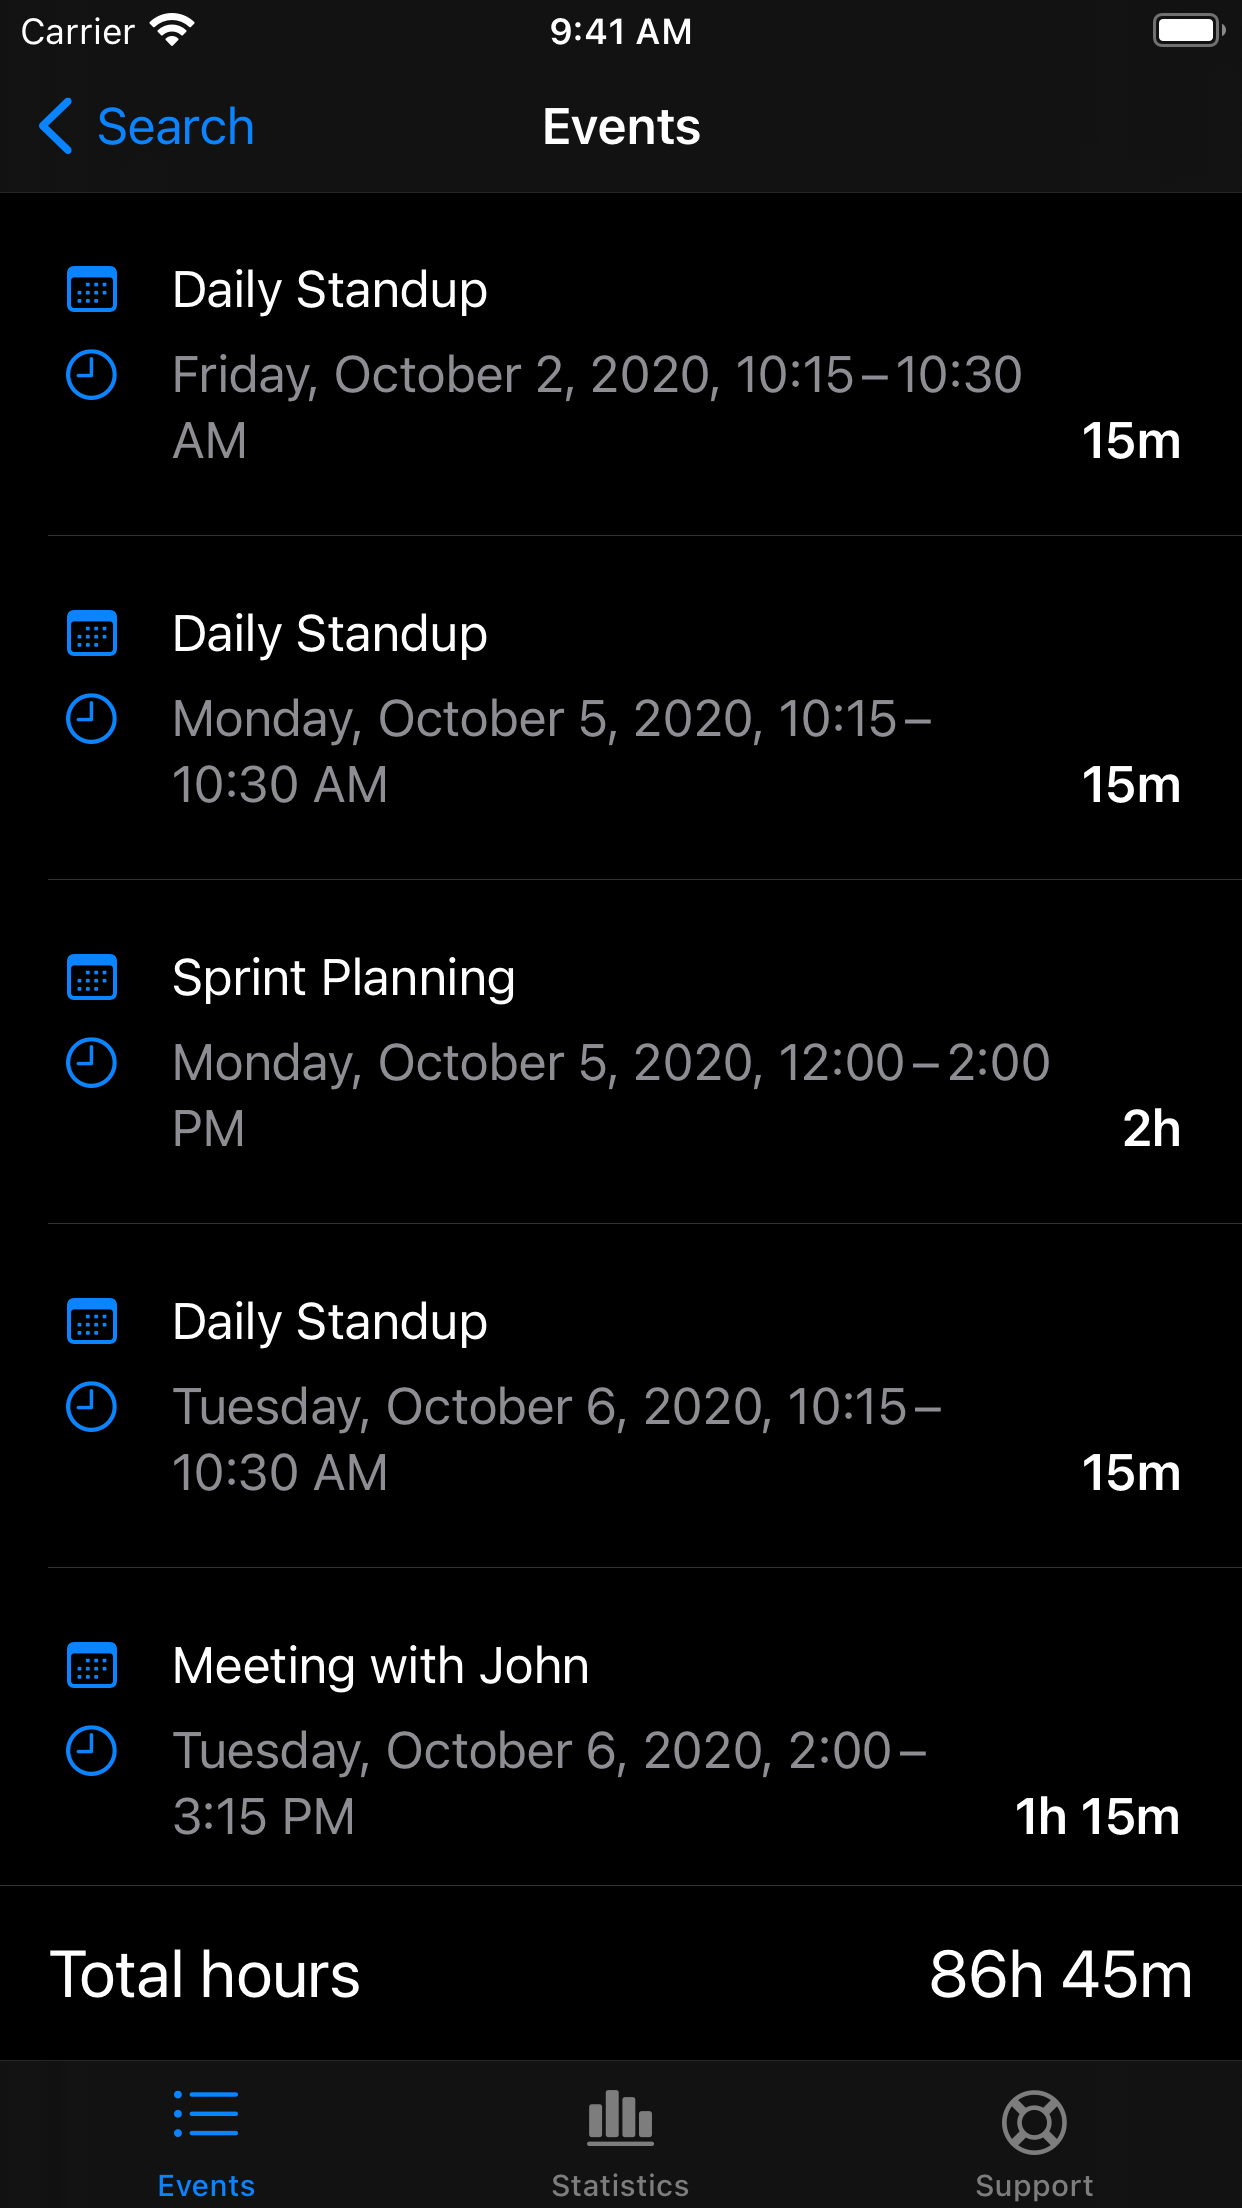 Carrier 9:41 AM
Search Events
Daily Standup
Friday, October 2, 2020, 10:15 – 10:30
AM 15m
Daily Standup
Monday, October 5, 2020, 10:15 –
10:30 AM 15m
Sprint Planning
Monday, October 5, 2020, 12:00 – 2:00
PM 2h
Daily Standup
Tuesday, October 6, 2020, 10:15 –
10:30 AM 15m
Meeting with John
Tuesday, October 6, 2020, 2:00 –
3:15 PM 1h 15m
Total hours 86h 45m
Events Statistics Support